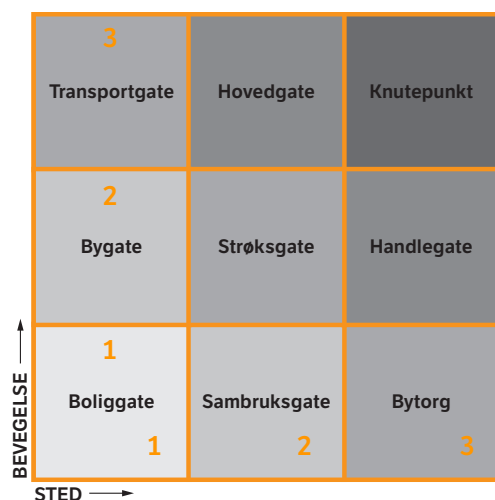 3
Transportgate Hovedgate Knutepunkt
2
Bygate Strøksgate Handlegate
1
Boliggate Sambruksgate Bytorg
1 2 3
BEVEGELSE
STED